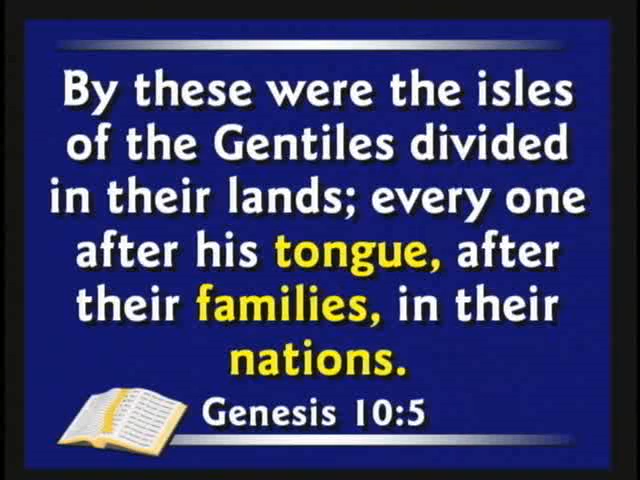 By these were the isles
of the Gentiles divided
in their lands; every one
after his tongue, after
their families, in their
nations.
Genesis 10:5